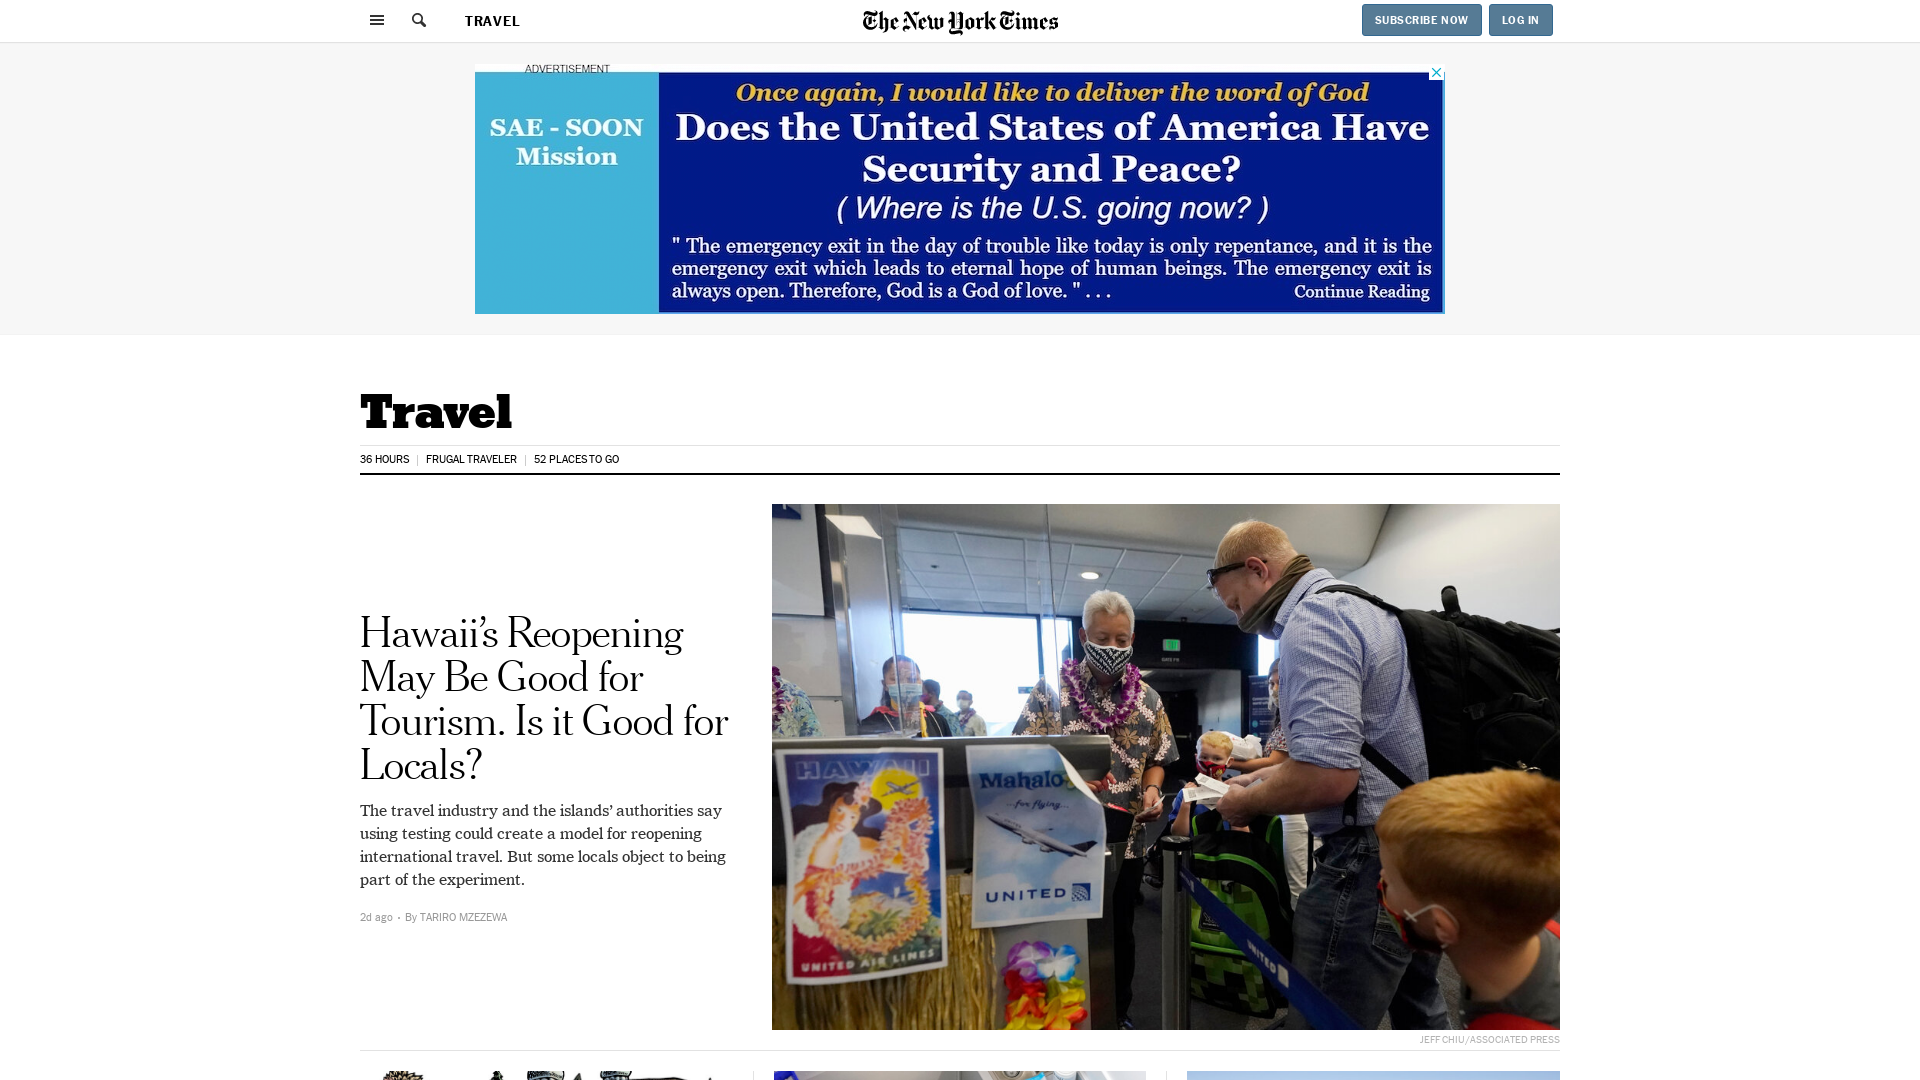 TRAVEL
The New York Times
SUBSCRIBE NOW
LOG IN
ADVERTISEMENT
SAE - SOON
Mission
Once again, I would like to deliver the word of God
Does the United States of America Have
Security and Peace?
( Where is the U.S. going now? )
" The emergency exit in the day of trouble like today is only repentance, and it is the
emergency exit which leads to eternal hope of human beings. The emergency exit is
always open. Therefore, God is a God of love. " . . .
Continue Reading
Travel
36 HOURS
FRUGAL TRAVELER
52 PLACES TO GO
Hawaii’s Reopening
May Be Good for
Tourism. Is it Good for
Locals?
The travel industry and the islands’ authorities say
using testing could create a model for reopening
international travel. But some locals object to being
part of the experiment.
2d ago • By TARIRO MZEZEWA
HAWAII
UNITED AIR LINES
Mahalo
...for flying...
UNITED
UNITED
JEFF CHIU/ASSOCIATED PRESS